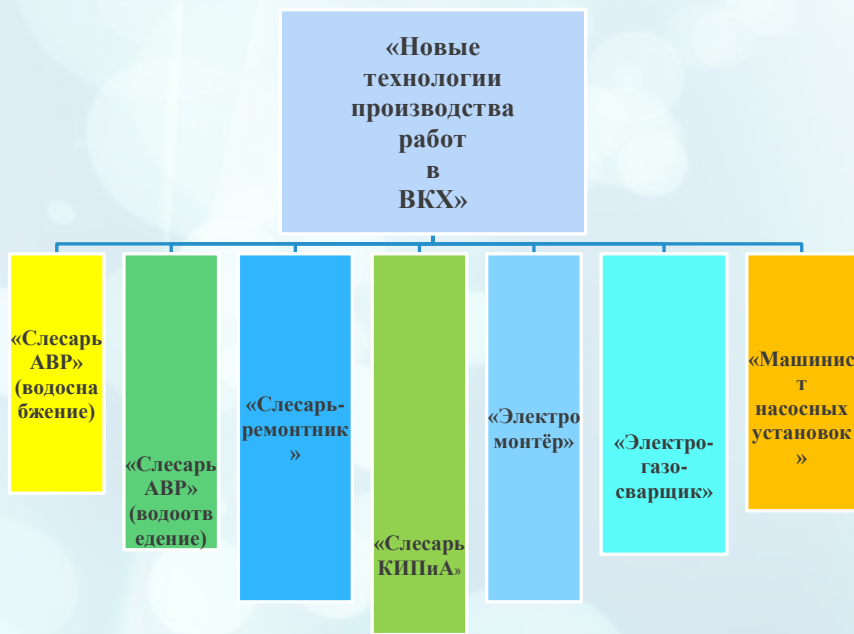 «Новые
технологии
производства
работ
в
ВКХ»
«Слесарь
АВР»
(водосна
бжение)
«Слесарь
АВР»
(водоотв
едение)
«Слесарь-
ремонтник
»
«Слесарь
КИПиА»
«Электро
монтёр»
«Электро-
газо-
сварщик»
«Машинис
т
насосных
установок
»